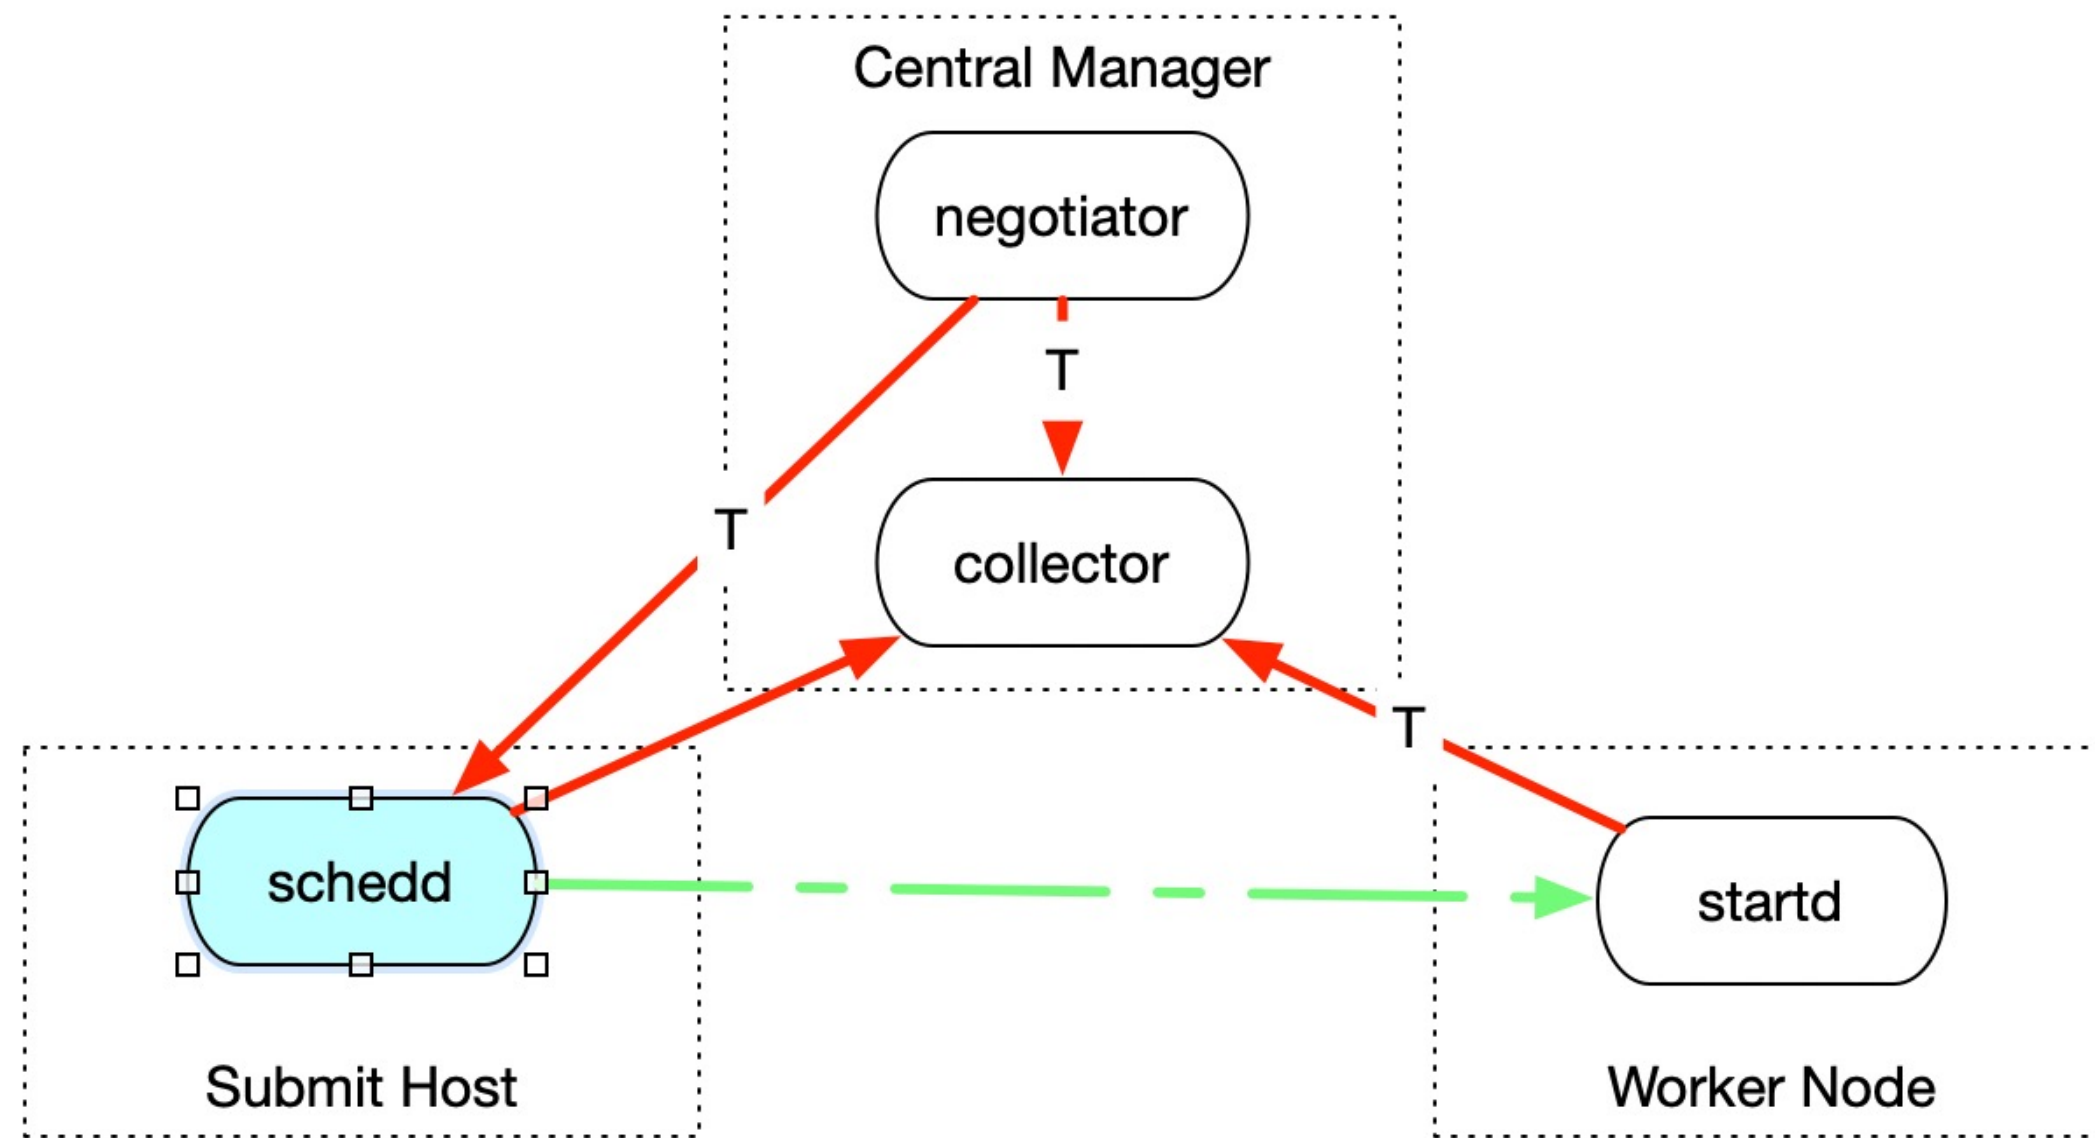 Central Manager
negotiator
T
T
collector
T
schedd
startd
Submit Host
Worker Node